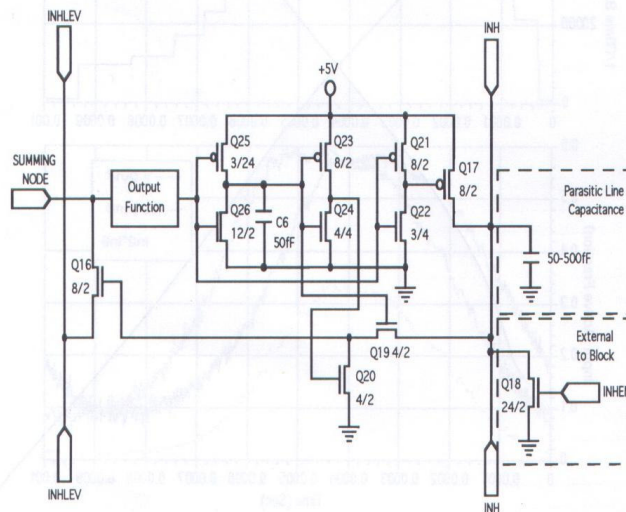 INHLEV
INH
+5V
Q25
3/24
Q23
8/2
Q21
8/2
Q17
8/2
SUMMING
NODE
Output
Function
Q26
12/2
C6
50fF
Q24
4/4
Q22
3/4
Parasitic Line
Capacitance
50-500fF
Q16
8/2
Q19 4/2
Q20
4/2
External
to Block
Q18
24/2
INHLEV
INH